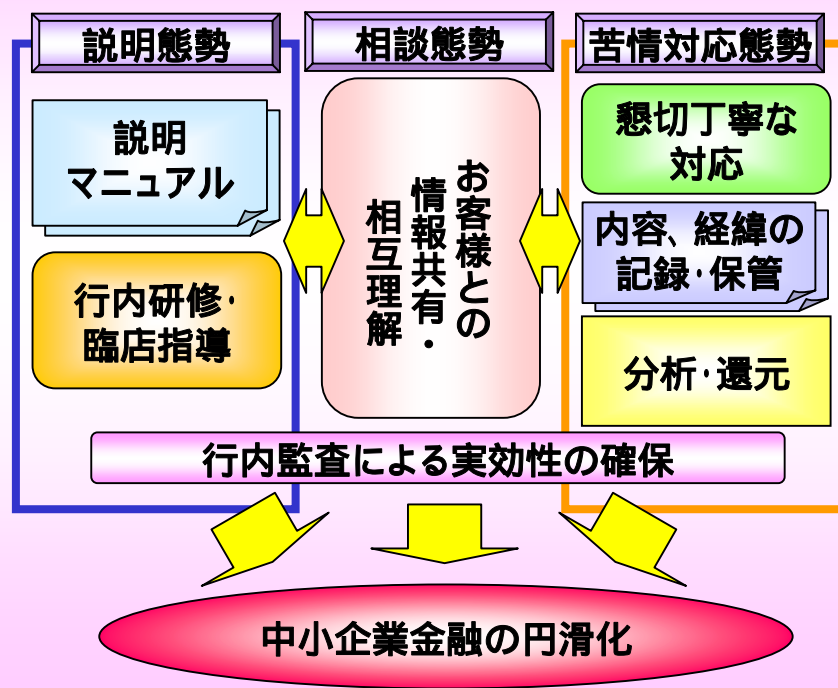 説明態勢
相談態勢
苦情対応態勢
説明
マニュアル
行内研修・
臨店指導
お客様との
情報共有・
相互理解
懇切丁寧な
対応
内容、経緯の
記録・保管
分析・還元
行内監査による実効性の確保
中小企業金融の円滑化